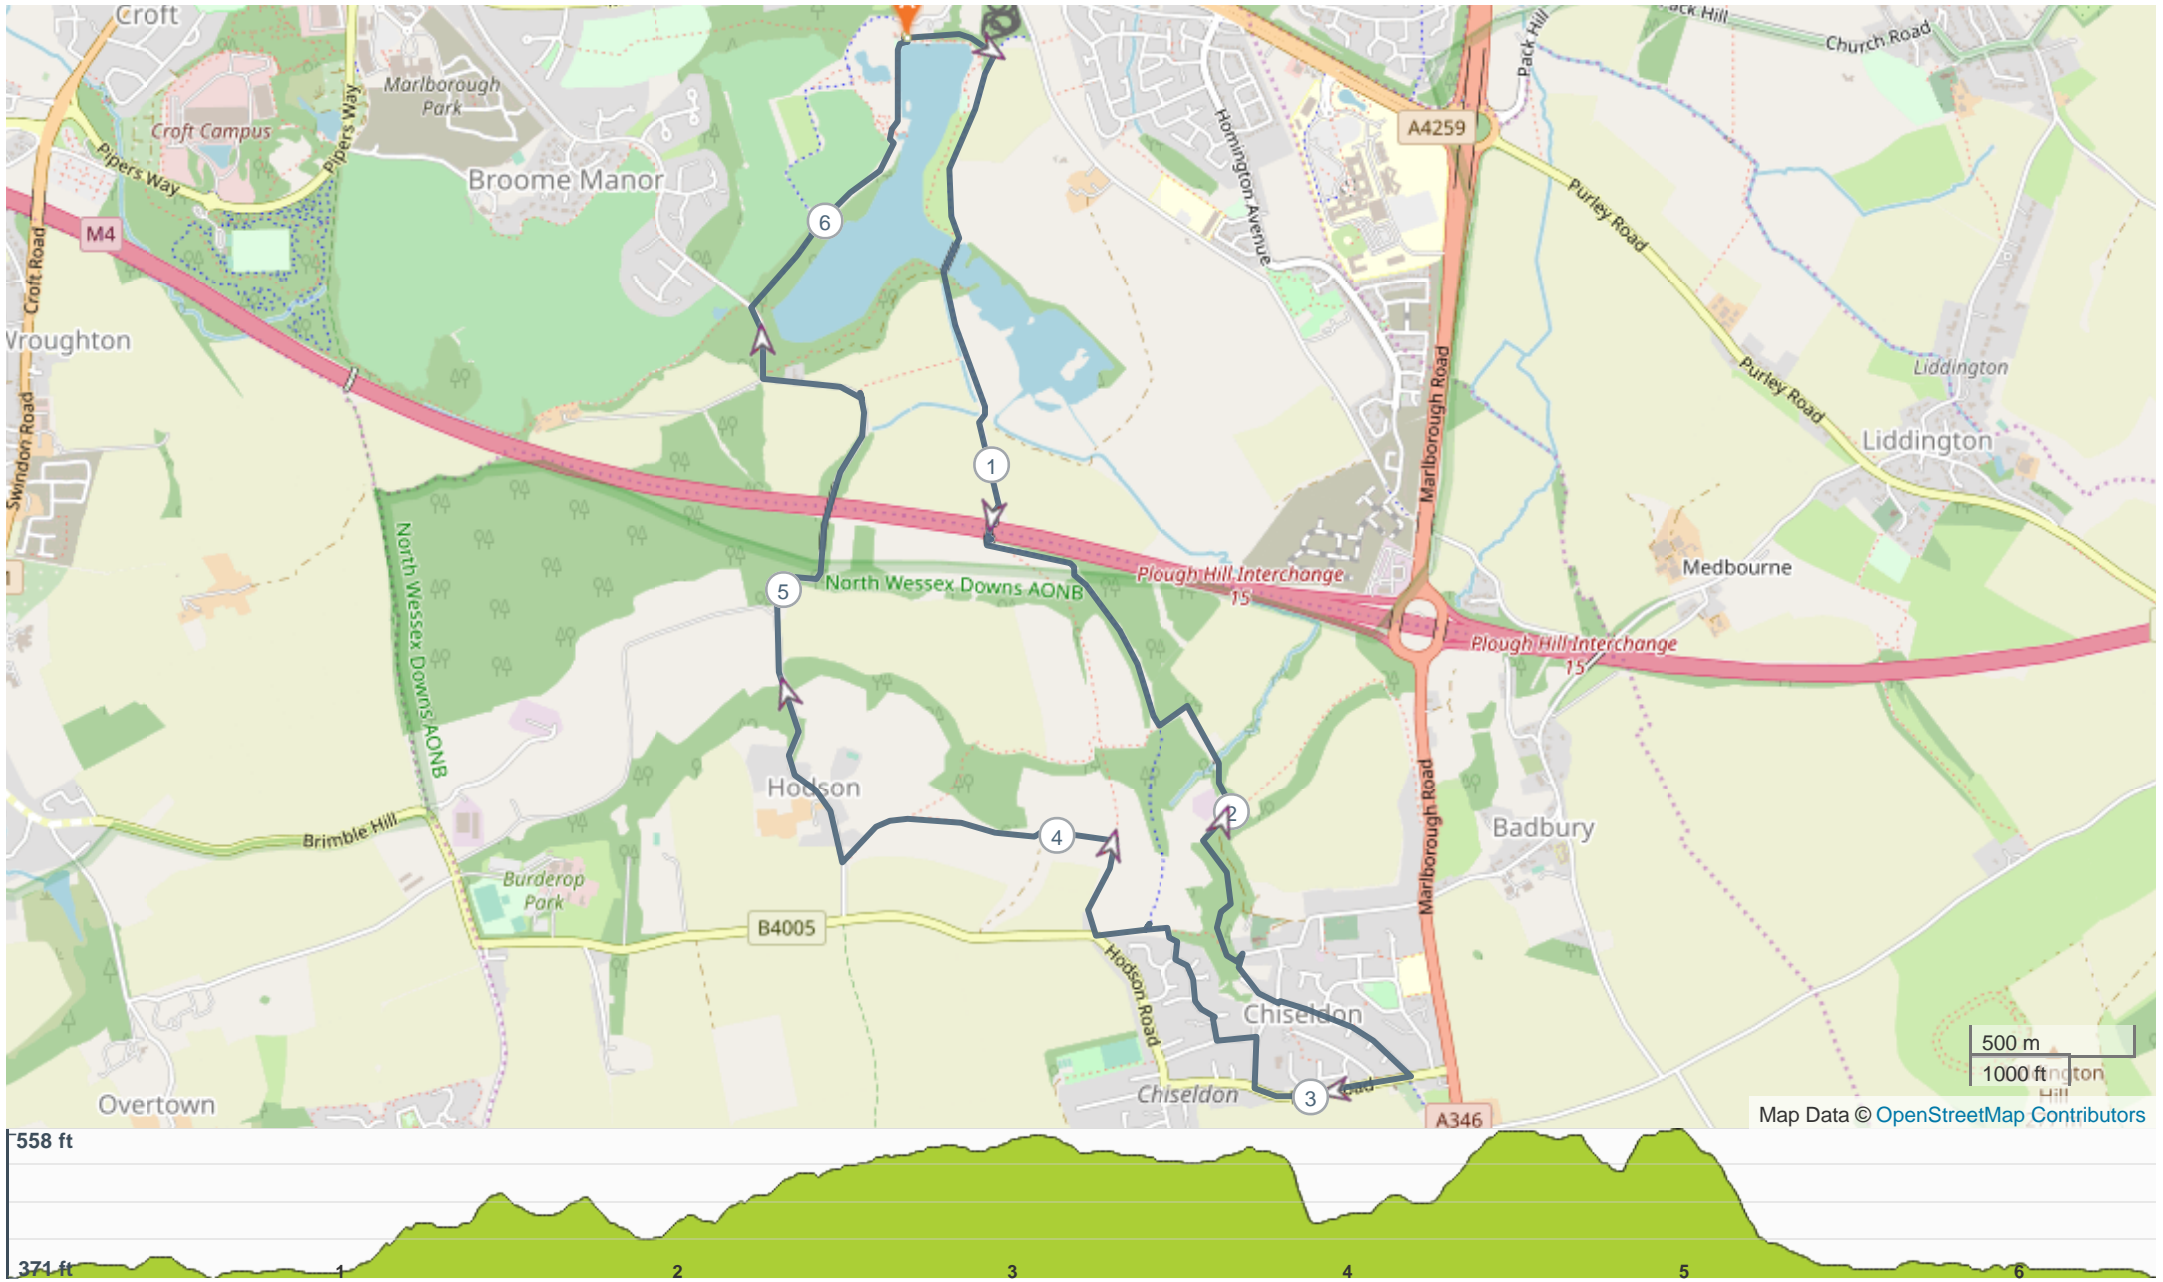 Croft
Marlborough
Park
Croft Campus
Pipers Way
Pipers Way
Broome Manor
M4
Croft Road
Wroughton
Swindon Road
Homington Avenue
A4259
Pack Hill
Pack Hill
Church Road
Purley Road
Purley Road
Liddington
Liddington
Marlborough Road
Medbourne
Plough Hill Interchange
15
Plough Hill Interchange
15
North Wessex Downs AONB
North Wessex Downs AONB
Hodson
Brimble Hill
Burderop
Park
B4005
Hodson Road
Chiseldon
Chiseldon
Marlborough Road
Badbury
Overtown
A346
1
2
3
4
5
6
500 m
1000 ft
Hill
Map Data © OpenStreetMap Contributors
558 ft
371 ft
1
2
3
4
5
6